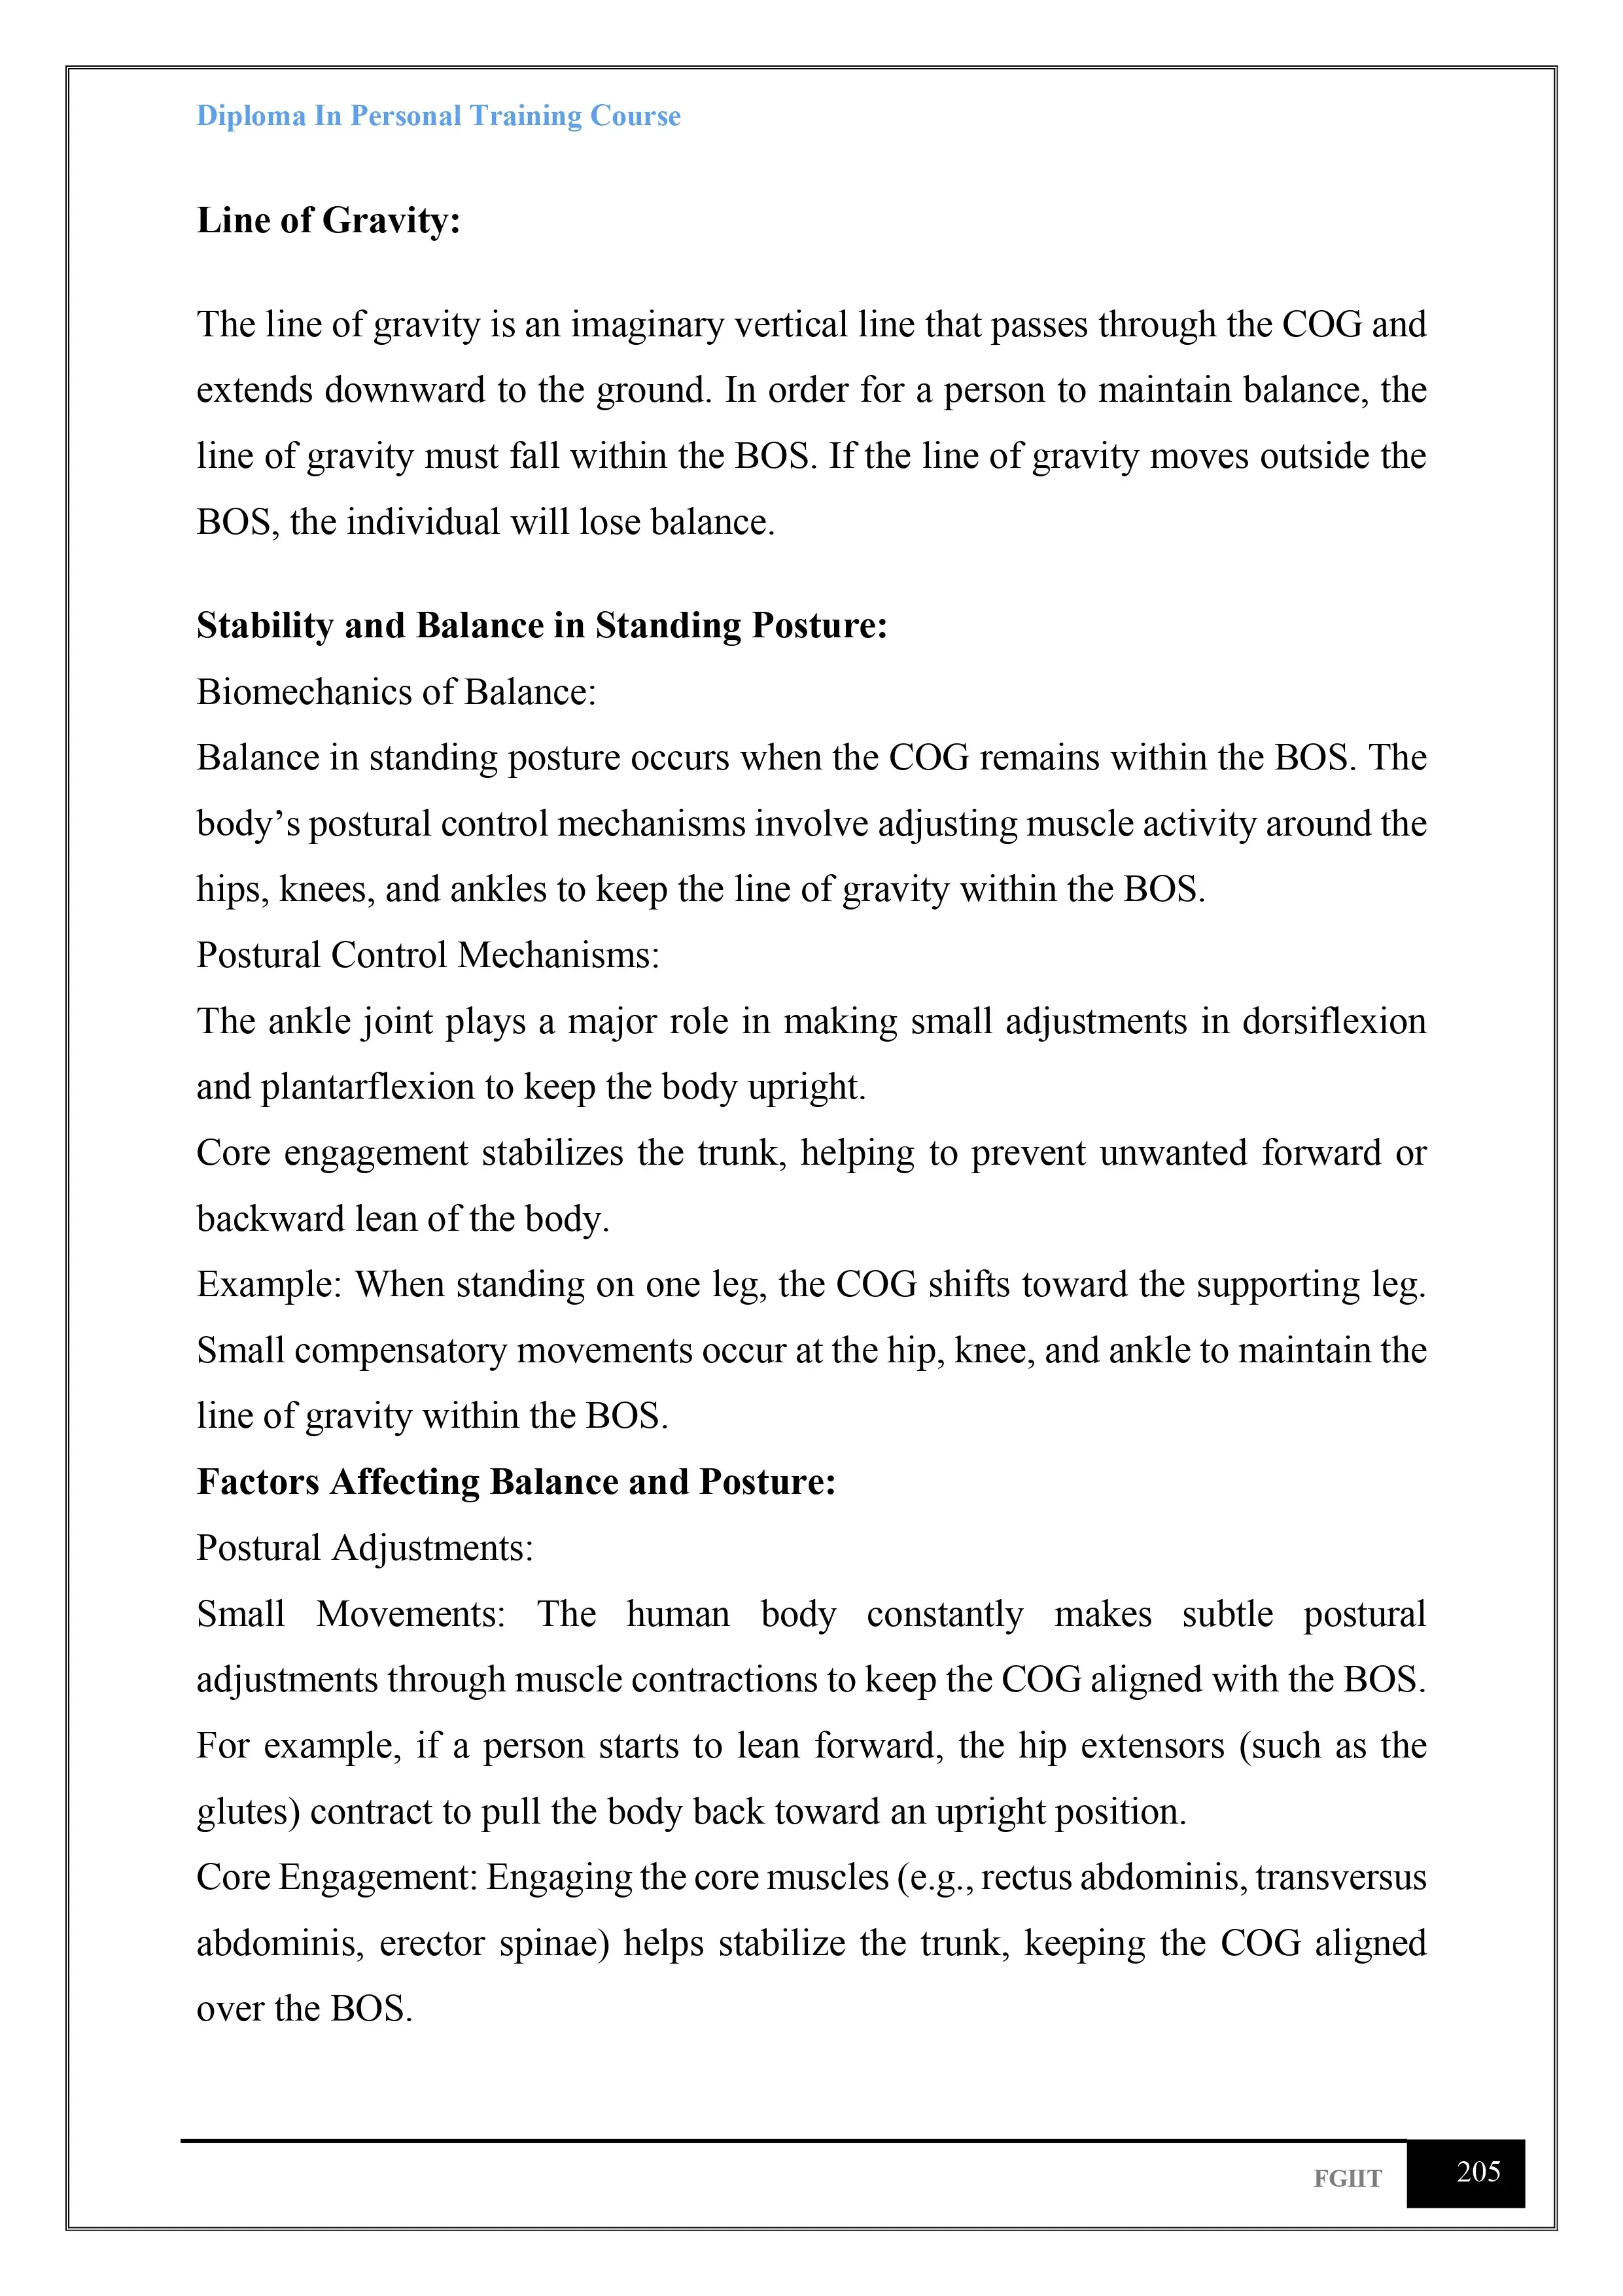 Diploma In Personal Training Course
Line of Gravity:
The line of gravity is an imaginary vertical line that passes through the COG and
extends downward to the ground. In order for a person to maintain balance, the
line of gravity must fall within the BOS. If the line of gravity moves outside the
BOS, the individual will lose balance.
Stability and Balance in Standing Posture:
Biomechanics of Balance:
Balance in standing posture occurs when the COG remains within the BOS. The
body’s postural control mechanisms involve adjusting muscle activity around the
hips, knees, and ankles to keep the line of gravity within the BOS.
Postural Control Mechanisms:
The ankle joint plays a major role in making small adjustments in dorsiflexion
and plantarflexion to keep the body upright.
Core engagement stabilizes the trunk, helping to prevent unwanted forward or
backward lean of the body.
Example: When standing on one leg, the COG shifts toward the supporting leg.
Small compensatory movements occur at the hip, knee, and ankle to maintain the
line of gravity within the BOS.
Factors Affecting Balance and Posture:
Postural Adjustments:
Small Movements: The human body constantly makes subtle postural
adjustments through muscle contractions to keep the COG aligned with the BOS.
For example, if a person starts to lean forward, the hip extensors (such as the
glutes) contract to pull the body back toward an upright position.
Core Engagement: Engaging the core muscles (e.g., rectus abdominis, transversus
abdominis, erector spinae) helps stabilize the trunk, keeping the COG aligned
over the BOS.
FGIIT 205